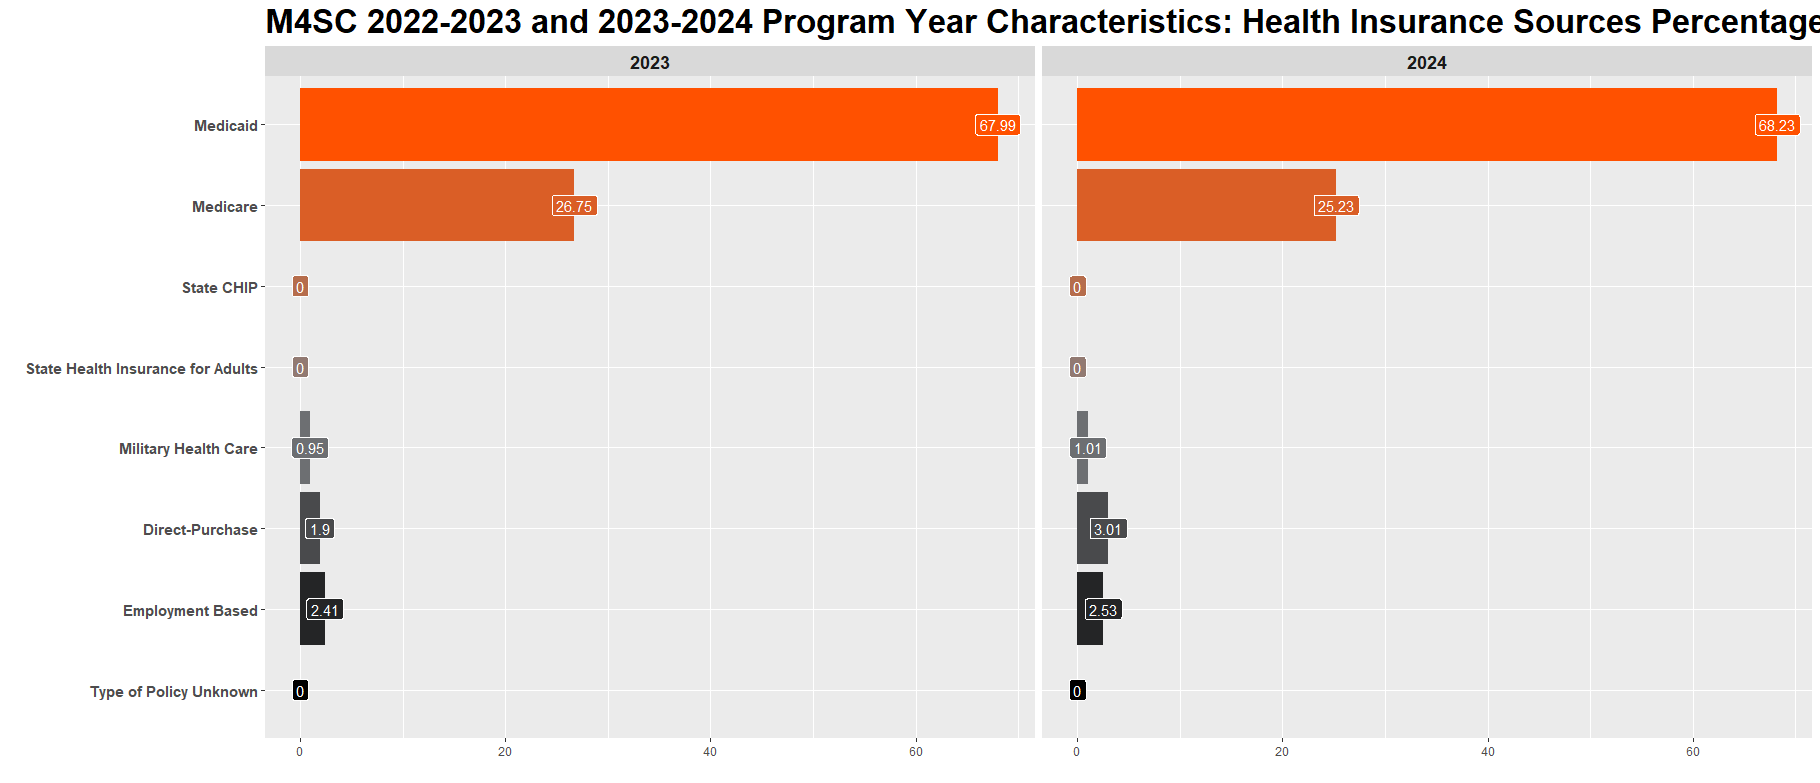 M4SC 2022-2023 and 2023-2024 Program Year Characteristics: Health Insurance Sources Percentage
2023
2024
Medicaid
67.99
68.23
Medicare
26.75
25.23
State CHIP
0
0
State Health Insurance for Adults
0
0
Military Health Care
0.95
1.01
Direct-Purchase
1.9
3.01
Employment Based
2.41
2.53
Type of Policy Unknown
0
0
0 20 40 60
0 20 40 60